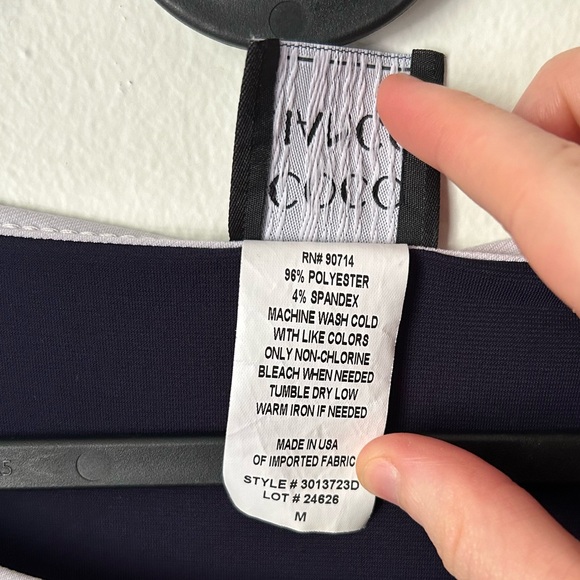 COCO
RN# 90714
96% POLYESTER
4% SPANDEX
MACHINE WASH COLD
WITH LIKE COLORS
ONLY NON-CHLORINE
BLEACH WHEN NEEDED
TUMBLE DRY LOW
WARM IRON IF NEEDED
MADE IN USA
OF IMPORTED FABRIC
STYLE # 3013723D
LOT # 24626
M